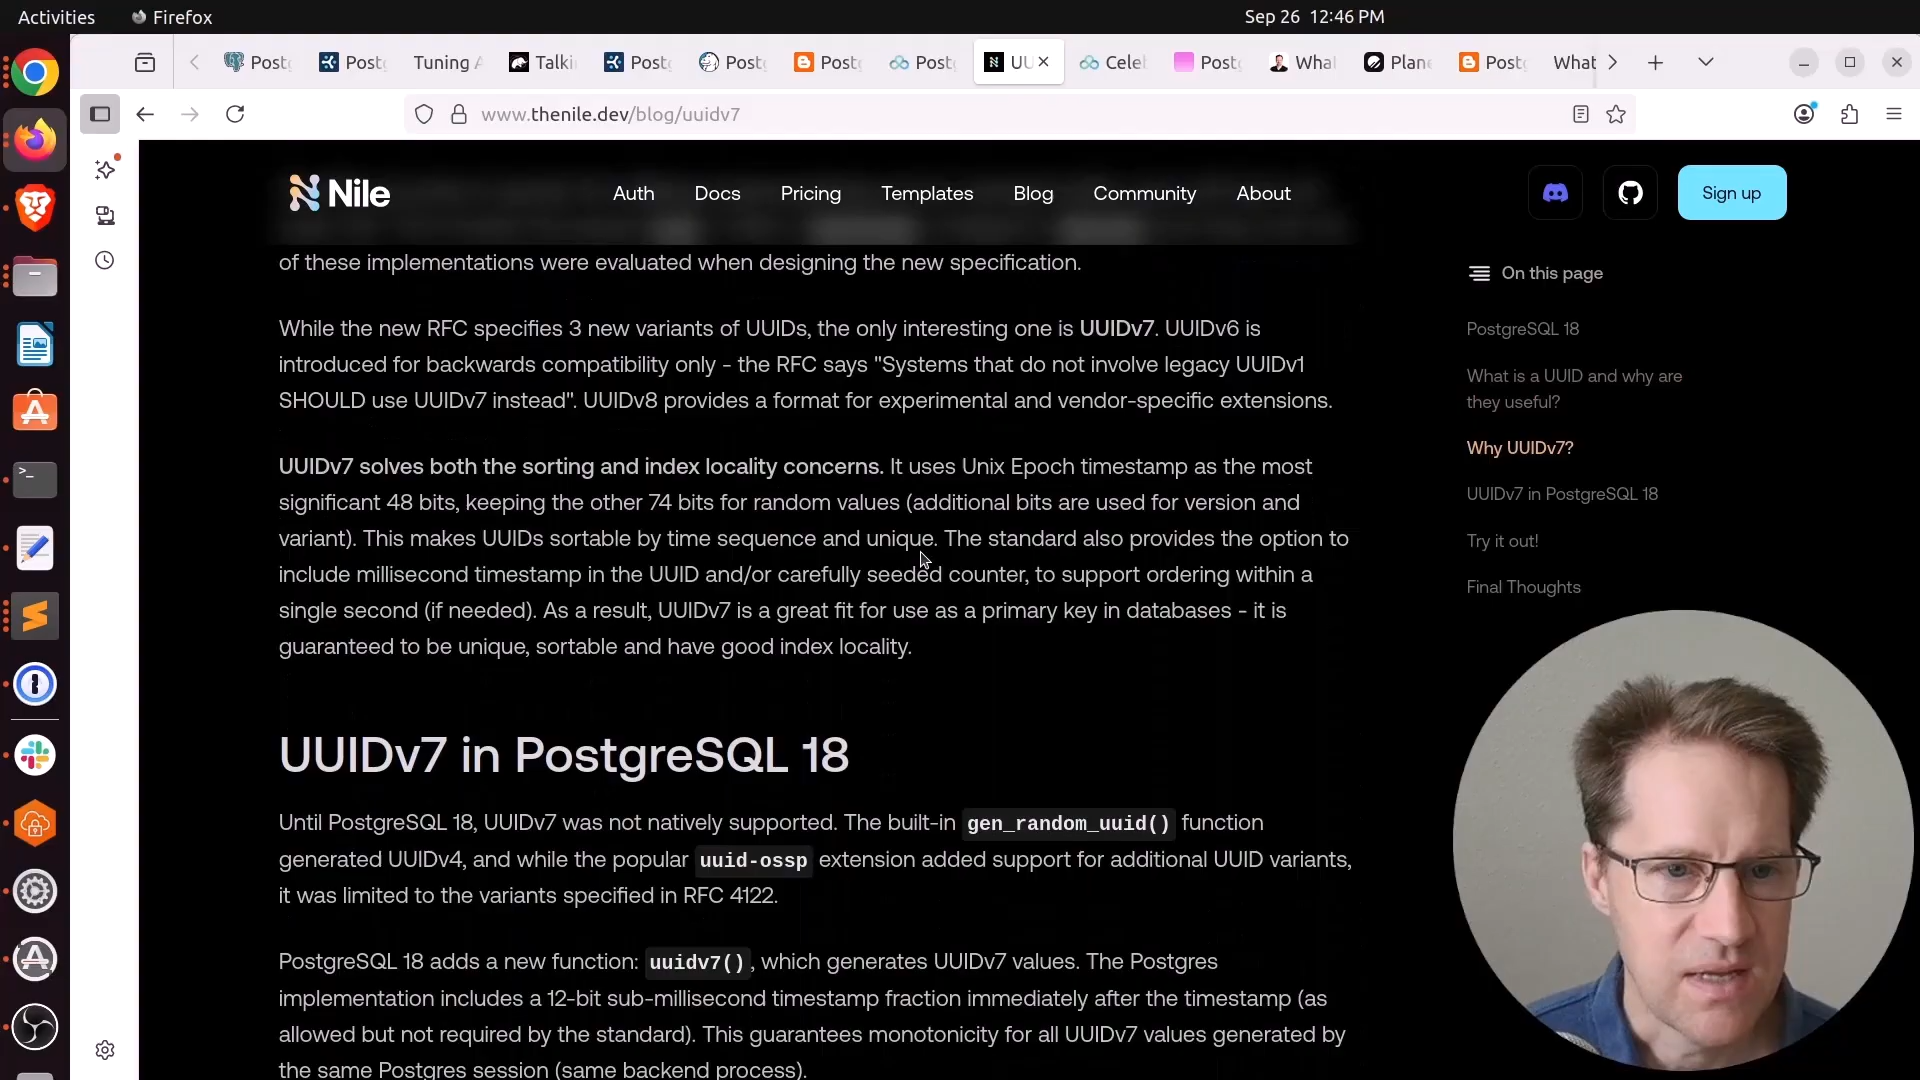 Activities
Firefox
Sep 26 12:46 PM
Post
Post
Tuning A
Talki
Post
Post
Post
Post
UU
Cele
Post
What
Plane
Post
What
www.thenile.dev/blog/uuidv7
Nile
Auth
Docs
Pricing
Templates
Blog
Community
About
Sign up
of these implementations were evaluated when designing the new specification.
While the new RFC specifies 3 new variants of UUIDs, the only interesting one is UUIDv7. UUIDv6 is
introduced for backwards compatibility only - the RFC says "Systems that do not involve legacy UUIDv1
SHOULD use UUIDv7 instead". UUIDv8 provides a format for experimental and vendor-specific extensions.
UUIDv7 solves both the sorting and index locality concerns. It uses Unix Epoch timestamp as the most
significant 48 bits, keeping the other 74 bits for random values (additional bits are used for version and
variant). This makes UUIDs sortable by time sequence and unique. The standard also provides the option to
include millisecond timestamp in the UUID and/or carefully seeded counter, to support ordering within a
single second (if needed). As a result, UUIDv7 is a great fit for use as a primary key in databases - it is
guaranteed to be unique, sortable and have good index locality.
UUIDv7 in PostgreSQL 18
Until PostgreSQL 18, UUIDv7 was not natively supported. The built-in gen_random_uuid() function
generated UUIDv4, and while the popular uuid-ossp extension added support for additional UUID variants,
it was limited to the variants specified in RFC 4122.
PostgreSQL 18 adds a new function: uuidv7(), which generates UUIDv7 values. The Postgres
implementation includes a 12-bit sub-millisecond timestamp fraction immediately after the timestamp (as
allowed but not required by the standard). This guarantees monotonicity for all UUIDv7 values generated by
the same Postgres session (same backend process).
On this page
PostgreSQL 18
What is a UUID and why are
they useful?
Why UUIDv7?
UUIDv7 in PostgreSQL 18
Try it out!
Final Thoughts